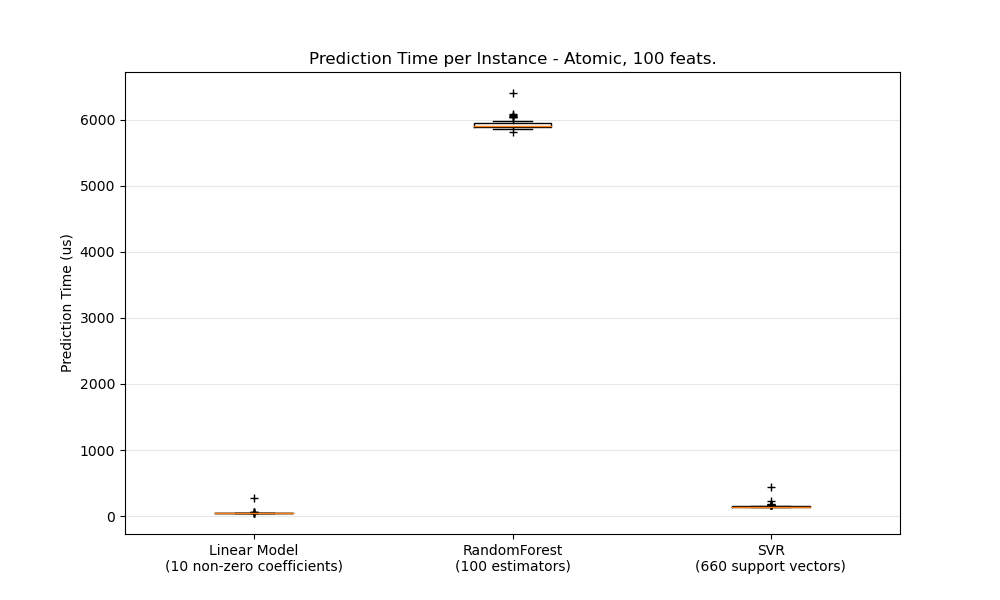 Prediction Time per Instance - Atomic, 100 feats.
Prediction Time (us)
6000
5000
4000
3000
2000
1000
0
Linear Model
(10 non-zero coefficients)
RandomForest
(100 estimators)
SVR
(660 support vectors)